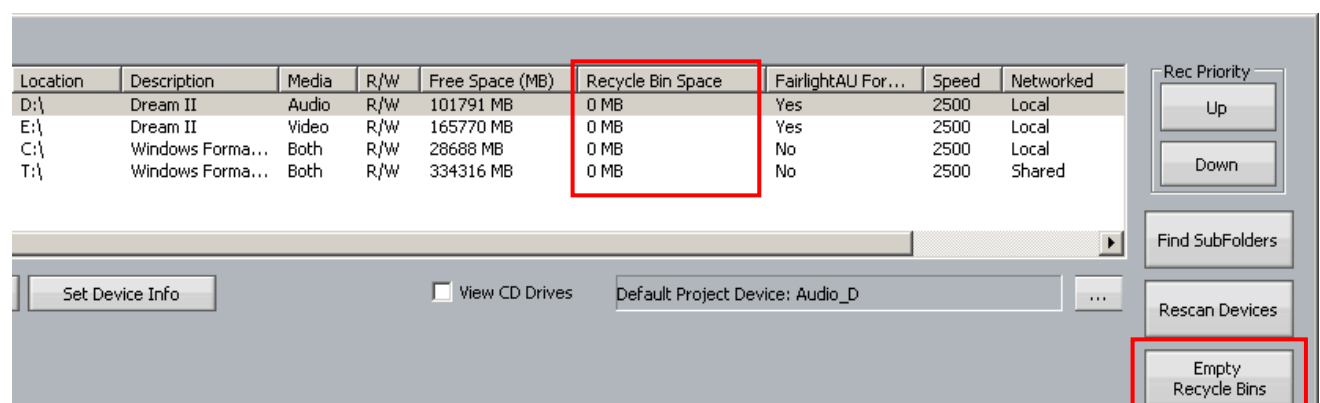 Location Description Media R/W Free Space (MB) Recycle Bin Space FairlightAU For... Speed Networked
D:\ Dream II Audio R/W 101791 MB 0 MB Yes 2500 Local
E:\ Dream II Video R/W 165770 MB 0 MB Yes 2500 Local
C:\ Windows Forma... Both R/W 28688 MB 0 MB No 2500 Local
T:\ Windows Forma... Both R/W 334316 MB 0 MB No 2500 Shared
Rec Priority
Up
Down
Find SubFolders
Set Device Info View CD Drives Default Project Device: Audio_D ...
Rescan Devices
Empty
Recycle Bins